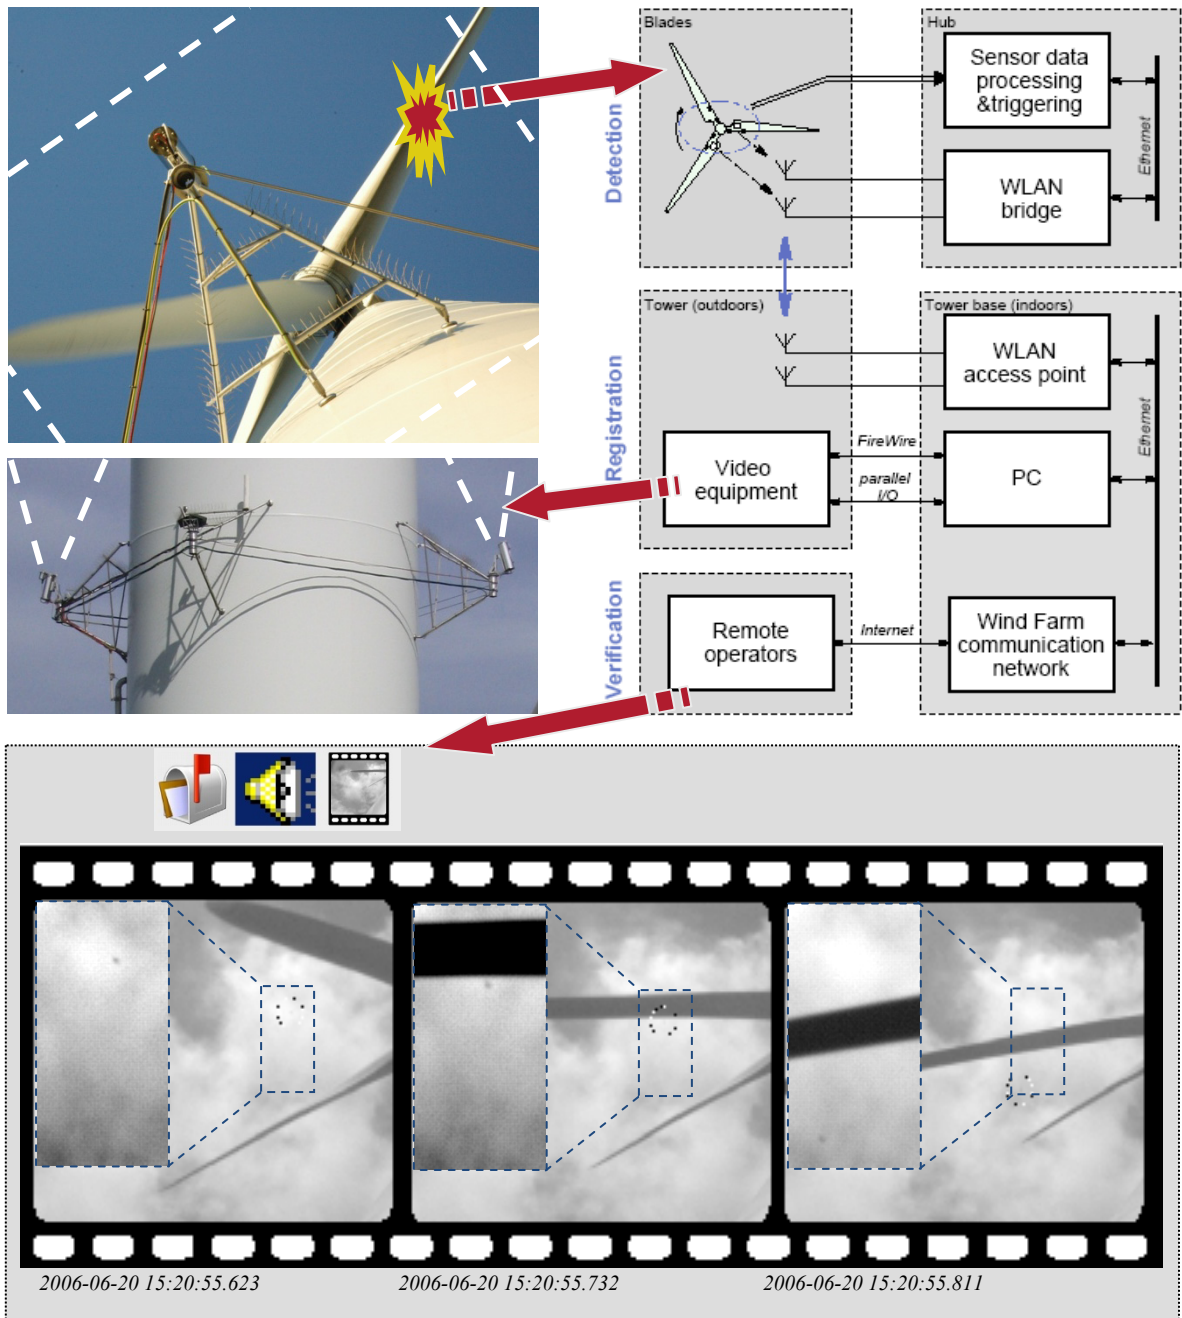 Blades
Hub
Detection
Sensor data
processing
&triggering
Ethernet
WLAN
bridge
Tower (outdoors)
Tower base (indoors)
Registration
WLAN
access point
Ethernet
Video
equipment
FireWire
parallel
I/O
PC
Verification
Remote
operators
Internet
Wind Farm
communication
network
2006-06-20 15:20:55.623
2006-06-20 15:20:55.732
2006-06-20 15:20:55.811